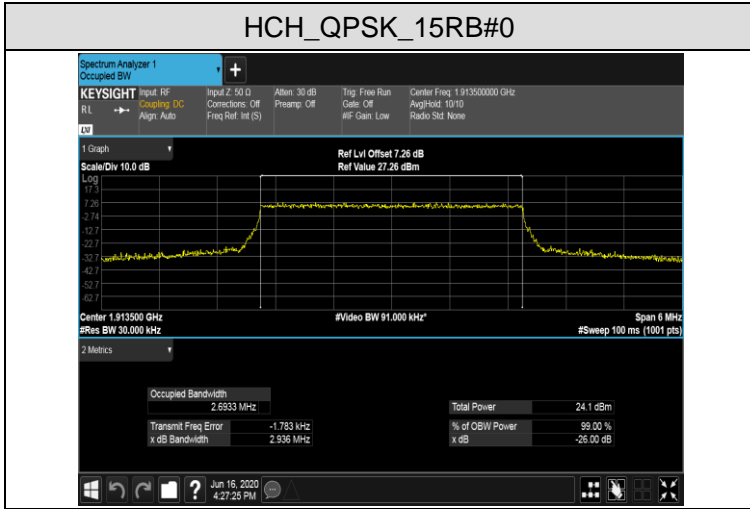 HCH_QPSK_15RB#0
Spectrum Analyzer 1
Occupied BW
+
KEYSIGHT Input: RF Input Z: 50 Ω Atten: 30 dB Trig: Free Run Center Freq: 1.913500000 GHz
RL Coupling: DC Corrections: Off Preamp: Off Gate: Off Avg|Hold: 10/10
Align: Auto Freq Ref: Int (S) #IF Gain: Low Radio Std: None
LXI
1 Graph Ref Lvl Offset 7.26 dB
Scale/Div 10.0 dB Ref Value 27.26 dBm
Log
17.3
7.26
-2.74
-12.7
-22.7
-32.7
-42.7
-52.7
-62.7
Center 1.913500 GHz #Video BW 91.000 kHz* Span 6 MHz
#Res BW 30.000 kHz #Sweep 100 ms (1001 pts)
2 Metrics
Occupied Bandwidth
2.6933 MHz Total Power 24.1 dBm
Transmit Freq Error -1.783 kHz % of OBW Power 99.00 %
x dB Bandwidth 2.936 MHz x dB -26.00 dB
? Jun 16, 2020
4:27:25 PM